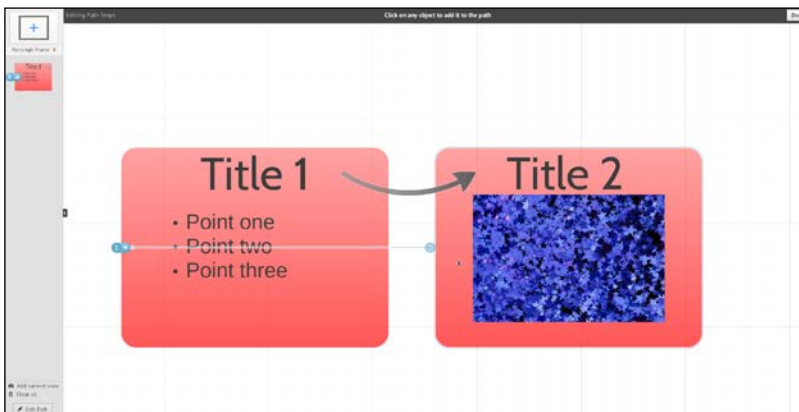 Editing Path Steps
Click on any object to add it to the path
Rectangle Frame
Title 1
Title 1
• Point one
• Point two
• Point three
Title 2
1
Add current view
Clear all
Edit Path